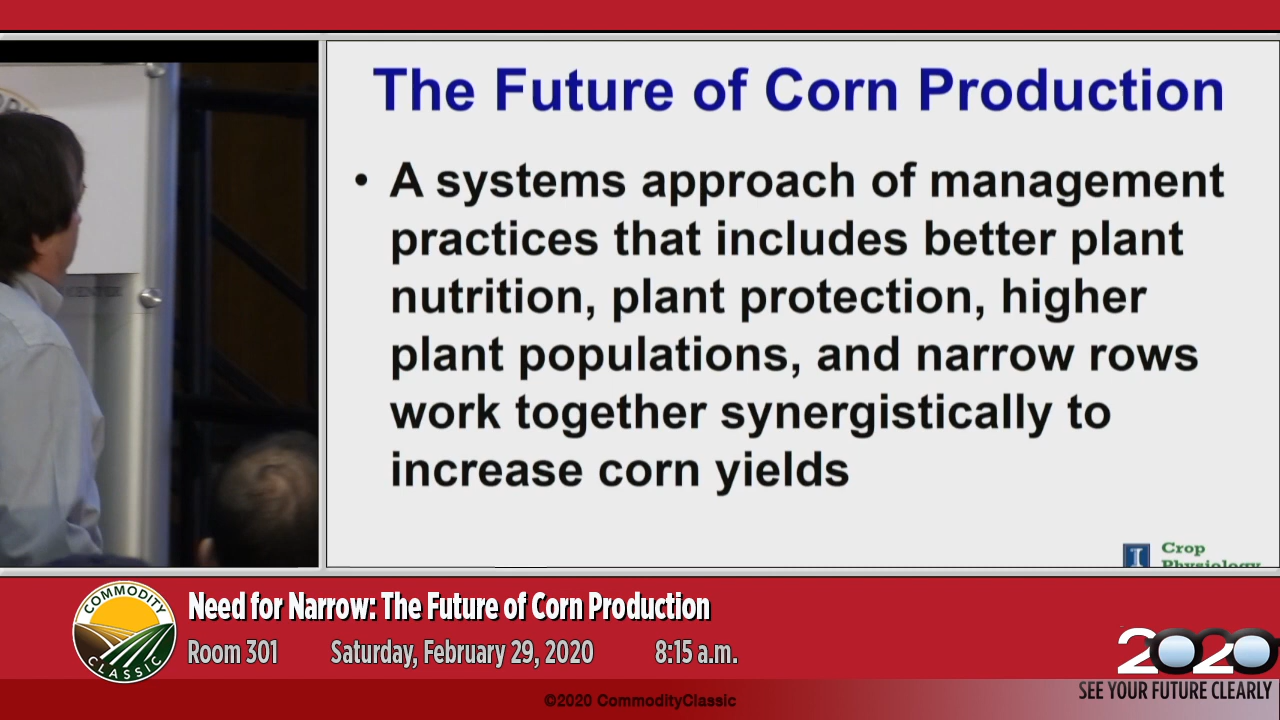 The Future of Corn Production
• A systems approach of management
practices that includes better plant
nutrition, plant protection, higher
plant populations, and narrow rows
work together synergistically to
increase corn yields
I Crop
Physiology
COMMODITY
CLASSIC
Need for Narrow: The Future of Corn Production
Room 301 Saturday, February 29, 2020 8:15 a.m.
2020
SEE YOUR FUTURE CLEARLY
©2020 CommodityClassic